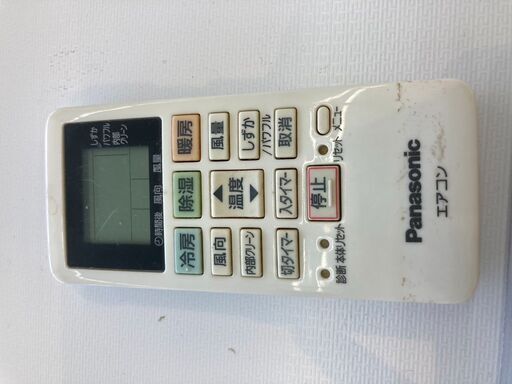 しずか
パワフル
内部
クリーン
時間後 風向 風量
冷房 除湿 暖房
風向 温度 風量
内部クリーン しずか
/パワフル
切タイマー 入タイマー 取消
停止
診断 本体リセット リセット メニュー
Panasonic
エアコン